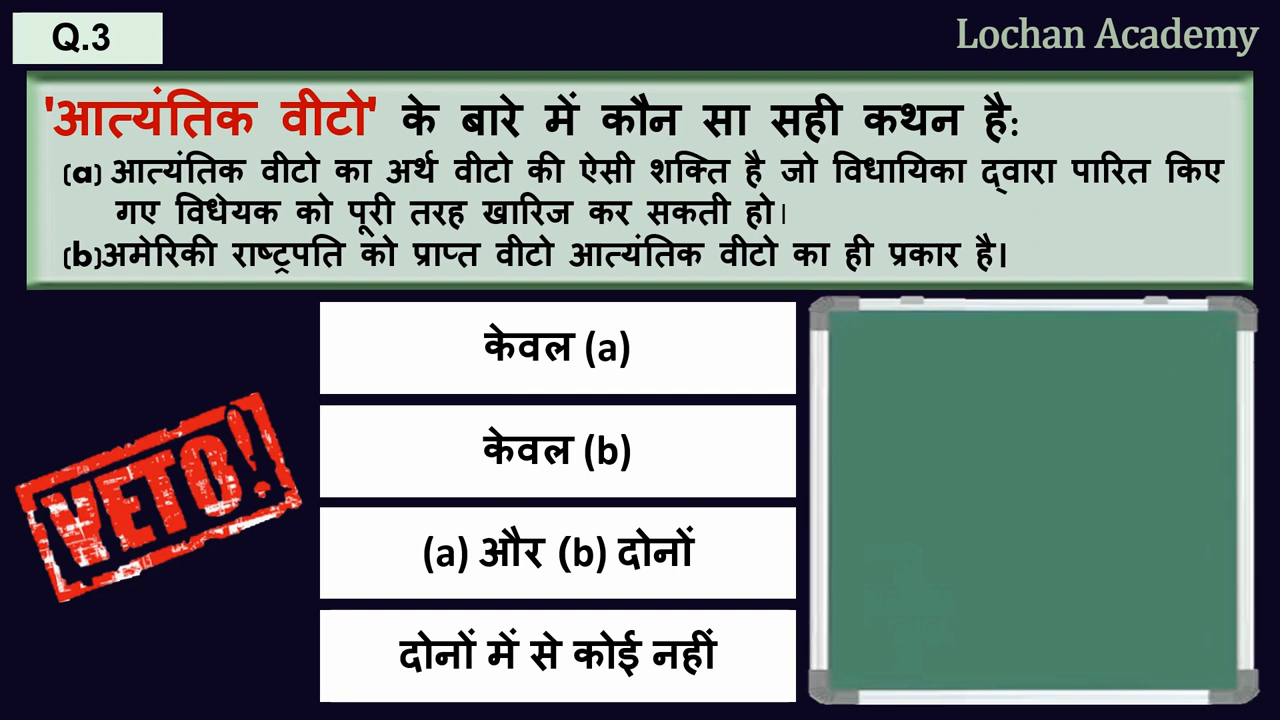 Q.3
Lochan Academy
'आत्यंतिक वीटो' के बारे में कौन सा सही कथन है:
(a) आत्यंतिक वीटो का अर्थ वीटो की ऐसी शक्ति है जो विधायिका द्वारा पारित किए
गए विधेयक को पूरी तरह खारिज कर सकती हो।
(b)अमेरिकी राष्ट्रपति को प्राप्त वीटो आत्यंतिक वीटो का ही प्रकार है।
केवल (a)
केवल (b)
(a) और (b) दोनों
दोनों में से कोई नहीं
VETO!